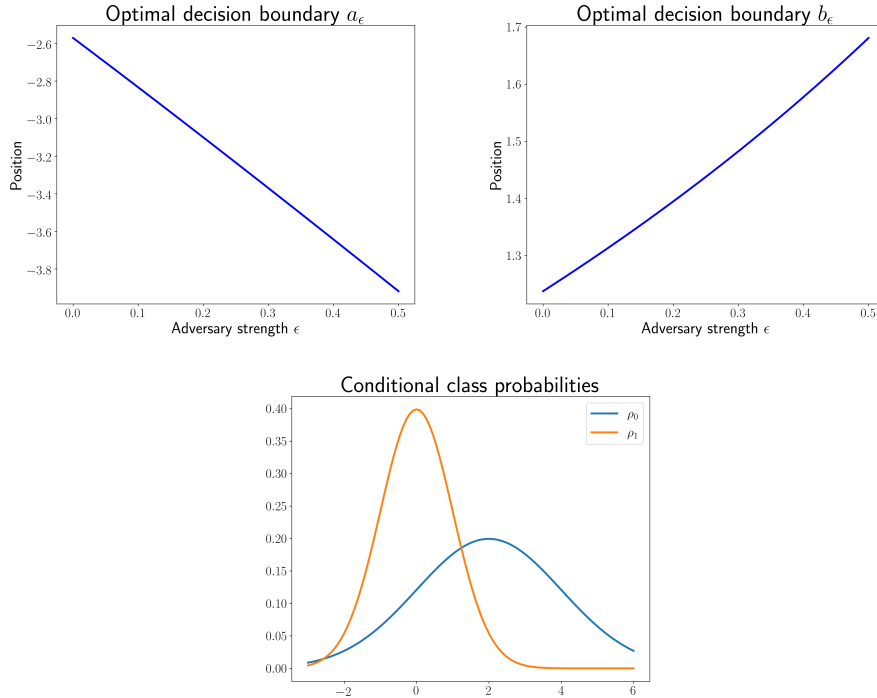 Optimal decision boundary $a_\epsilon$
−2.6
−2.8
−3.0
−3.2
−3.4
−3.6
−3.8
Position
0.0 0.1 0.2 0.3 0.4 0.5
Adversary strength ϵ
Optimal decision boundary $b_\epsilon$
1.7
1.6
1.5
1.4
1.3
Position
0.0 0.1 0.2 0.3 0.4 0.5
Adversary strength ϵ
Conditional class probabilities
0.40
0.35
0.30
0.25
0.20
0.15
0.10
0.05
0.00
−2 0 2 4 6
$\rho_0$
$\rho_1$